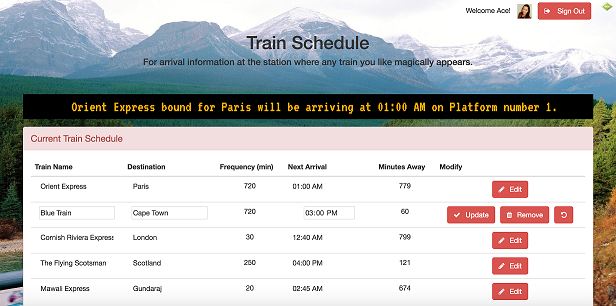 Welcome Ace! Sign Out
Train Schedule
For arrival information at the station where any train you like magically appears.
Orient Express bound for Paris will be arriving at 01:00 AM on Platform number 1.
Current Train Schedule
Train Name Destination Frequency (min) Next Arrival Minutes Away Modify
Orient Express Paris 720 01:00 AM 779 Edit
Blue Train Cape Town 720 03:00 PM 60 Update Remove
Cornish Riviera Express London 30 12:40 AM 799 Edit
The Flying Scotsman Scotland 250 04:00 PM 121 Edit
Mawali Express Gundaraj 20 02:45 AM 674 Edit